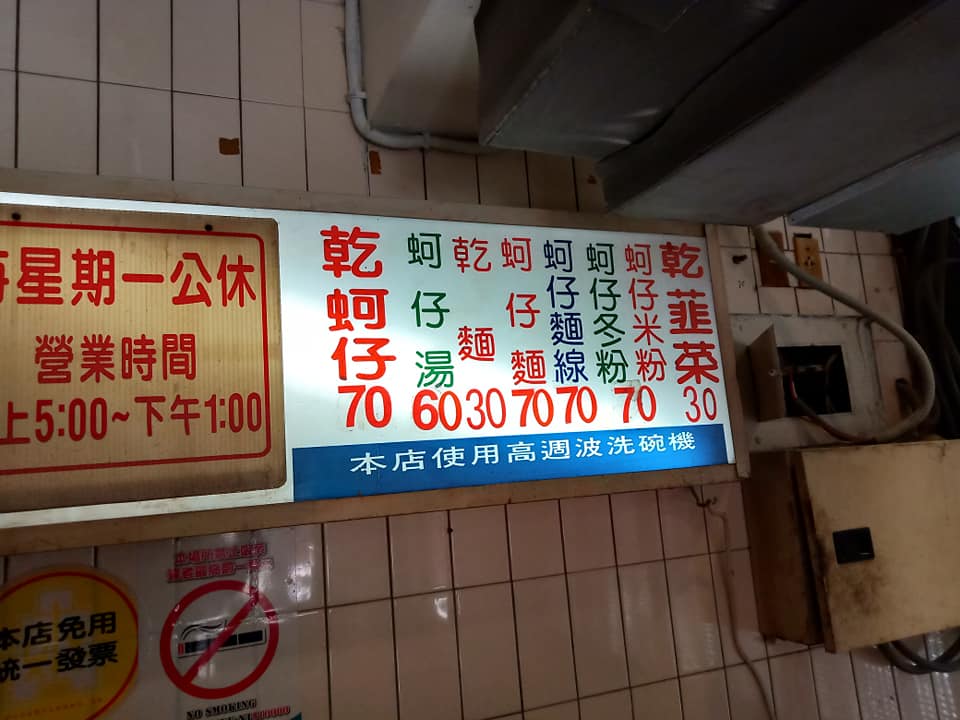 星期一公休
營業時間
上5:00~下午1:00
乾蚵仔 70
蚵仔湯 60
乾麵 30
蚵仔麵 70
蚵仔麵線 70
蚵仔冬粉 70
蚵仔米粉
乾韮菜 30
本店使用高週波洗碗機
本店免用
統一發票
NO SMOKING